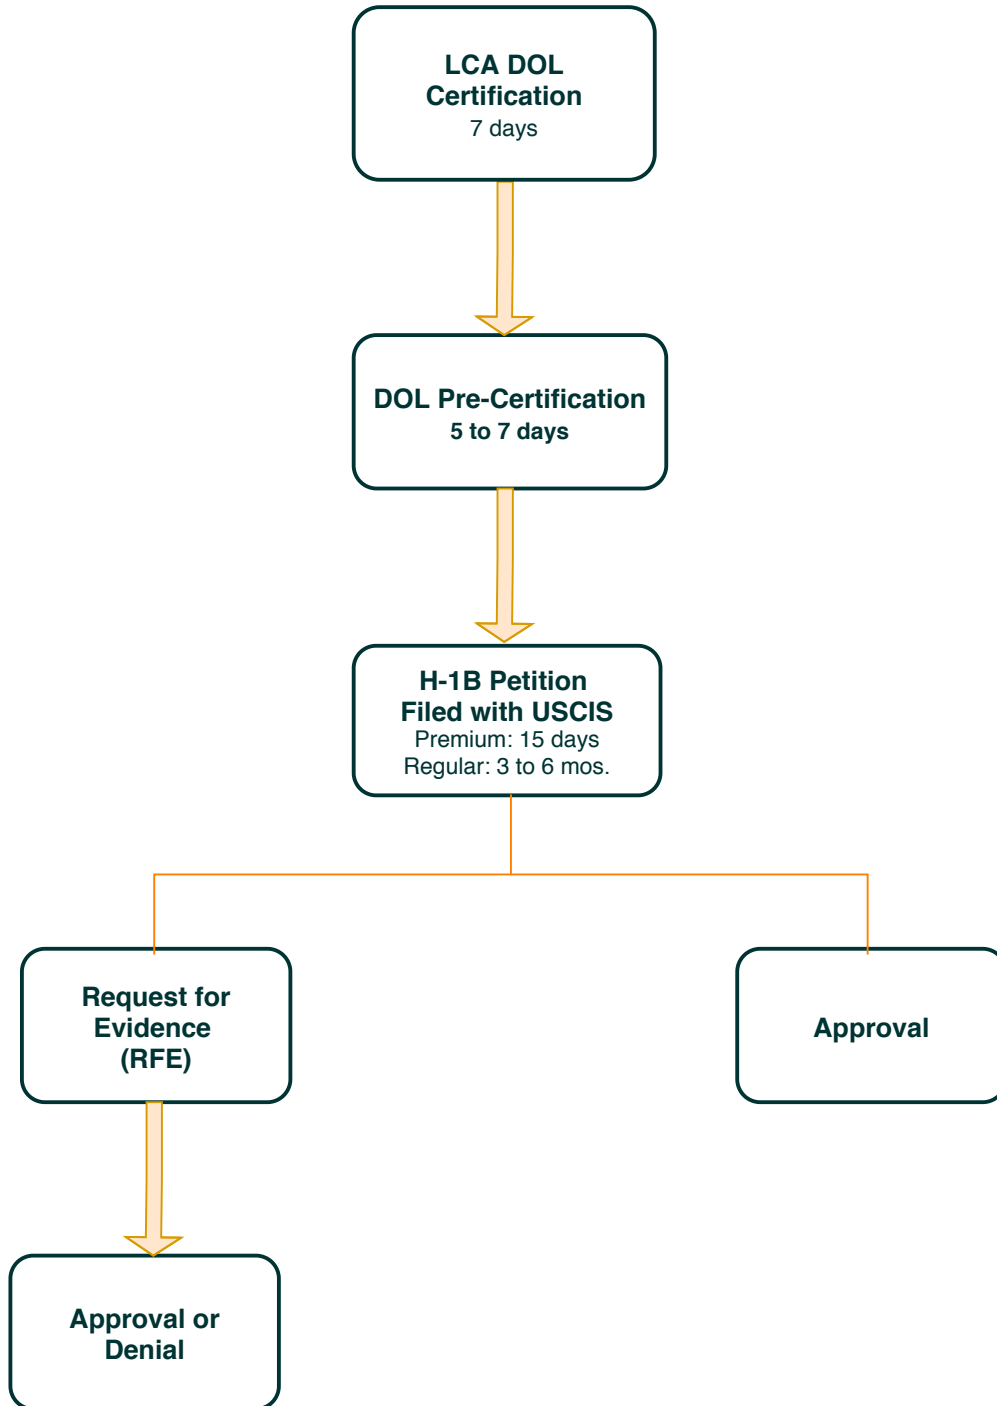 LCA DOL
Certification
7 days
DOL Pre-Certification
5 to 7 days
H-1B Petition
Filed with USCIS
Premium: 15 days
Regular: 3 to 6 mos.
Request for
Evidence
(RFE)
Approval
Approval or
Denial